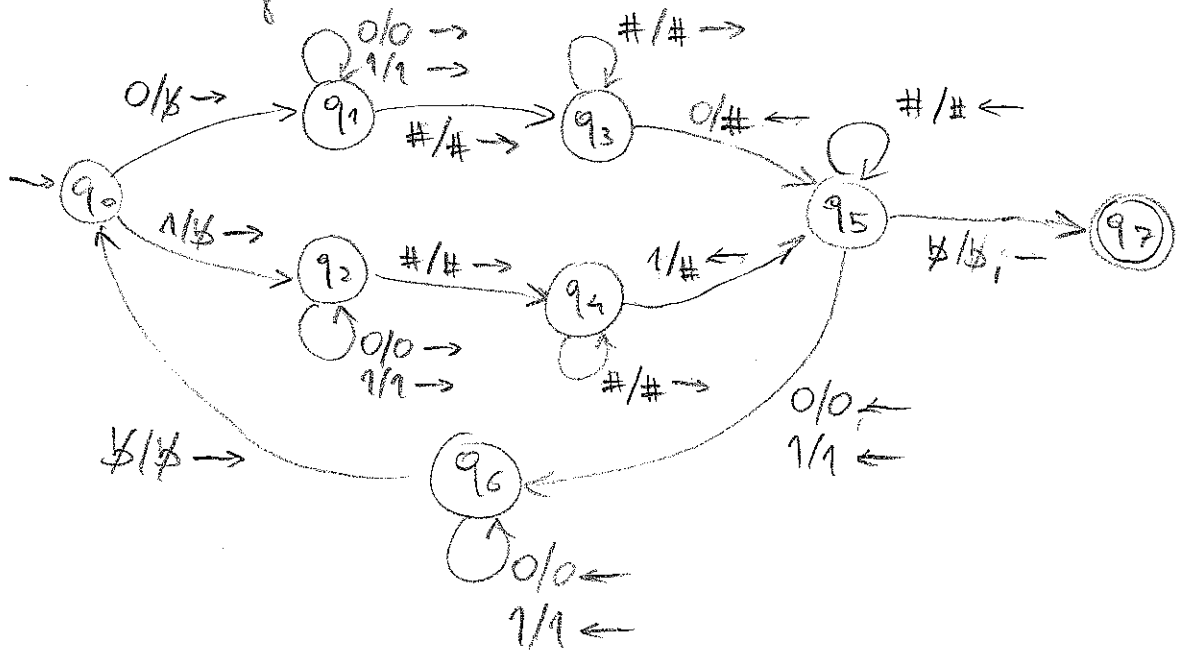 0/0 →
1/1 →
#/# →
0/ƀ →
q1
#/# →
q3
0/# ←
#/# ←
→ q0
q5
q7
1/ƀ →
q2
#/# →
q4
1/# ←
ƀ/ƀ, –
0/0 →
1/1 →
#/# →
0/0 ←
1/1 ←
ƀ/ƀ →
q6
0/0 ←
1/1 ←